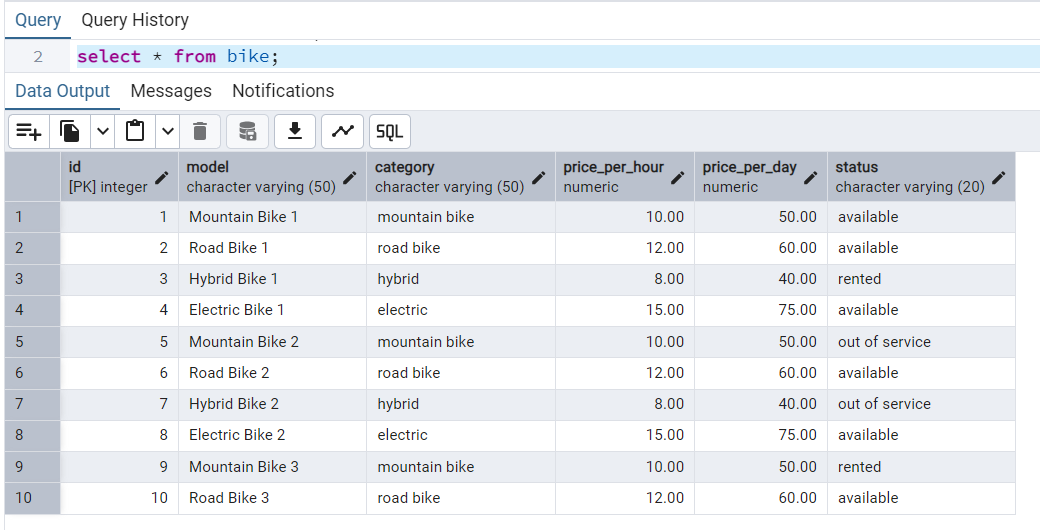 Query Query History
2 select * from bike;
Data Output Messages Notifications
SQL
id model category price_per_hour price_per_day status
[PK] integer character varying (50) character varying (50) numeric numeric character varying (20)
1 1 Mountain Bike 1 mountain bike 10.00 50.00 available
2 2 Road Bike 1 road bike 12.00 60.00 available
3 3 Hybrid Bike 1 hybrid 8.00 40.00 rented
4 4 Electric Bike 1 electric 15.00 75.00 available
5 5 Mountain Bike 2 mountain bike 10.00 50.00 out of service
6 6 Road Bike 2 road bike 12.00 60.00 available
7 7 Hybrid Bike 2 hybrid 8.00 40.00 out of service
8 8 Electric Bike 2 electric 15.00 75.00 available
9 9 Mountain Bike 3 mountain bike 10.00 50.00 rented
10 10 Road Bike 3 road bike 12.00 60.00 available